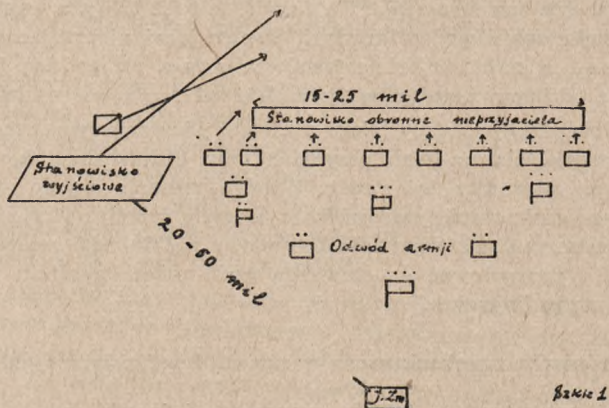 15-25 mil
Stanowisko obronne nieprzyjaciela
Stanowisko
wyjściowe
20-60 mil
Odwód armji
Szkic 1